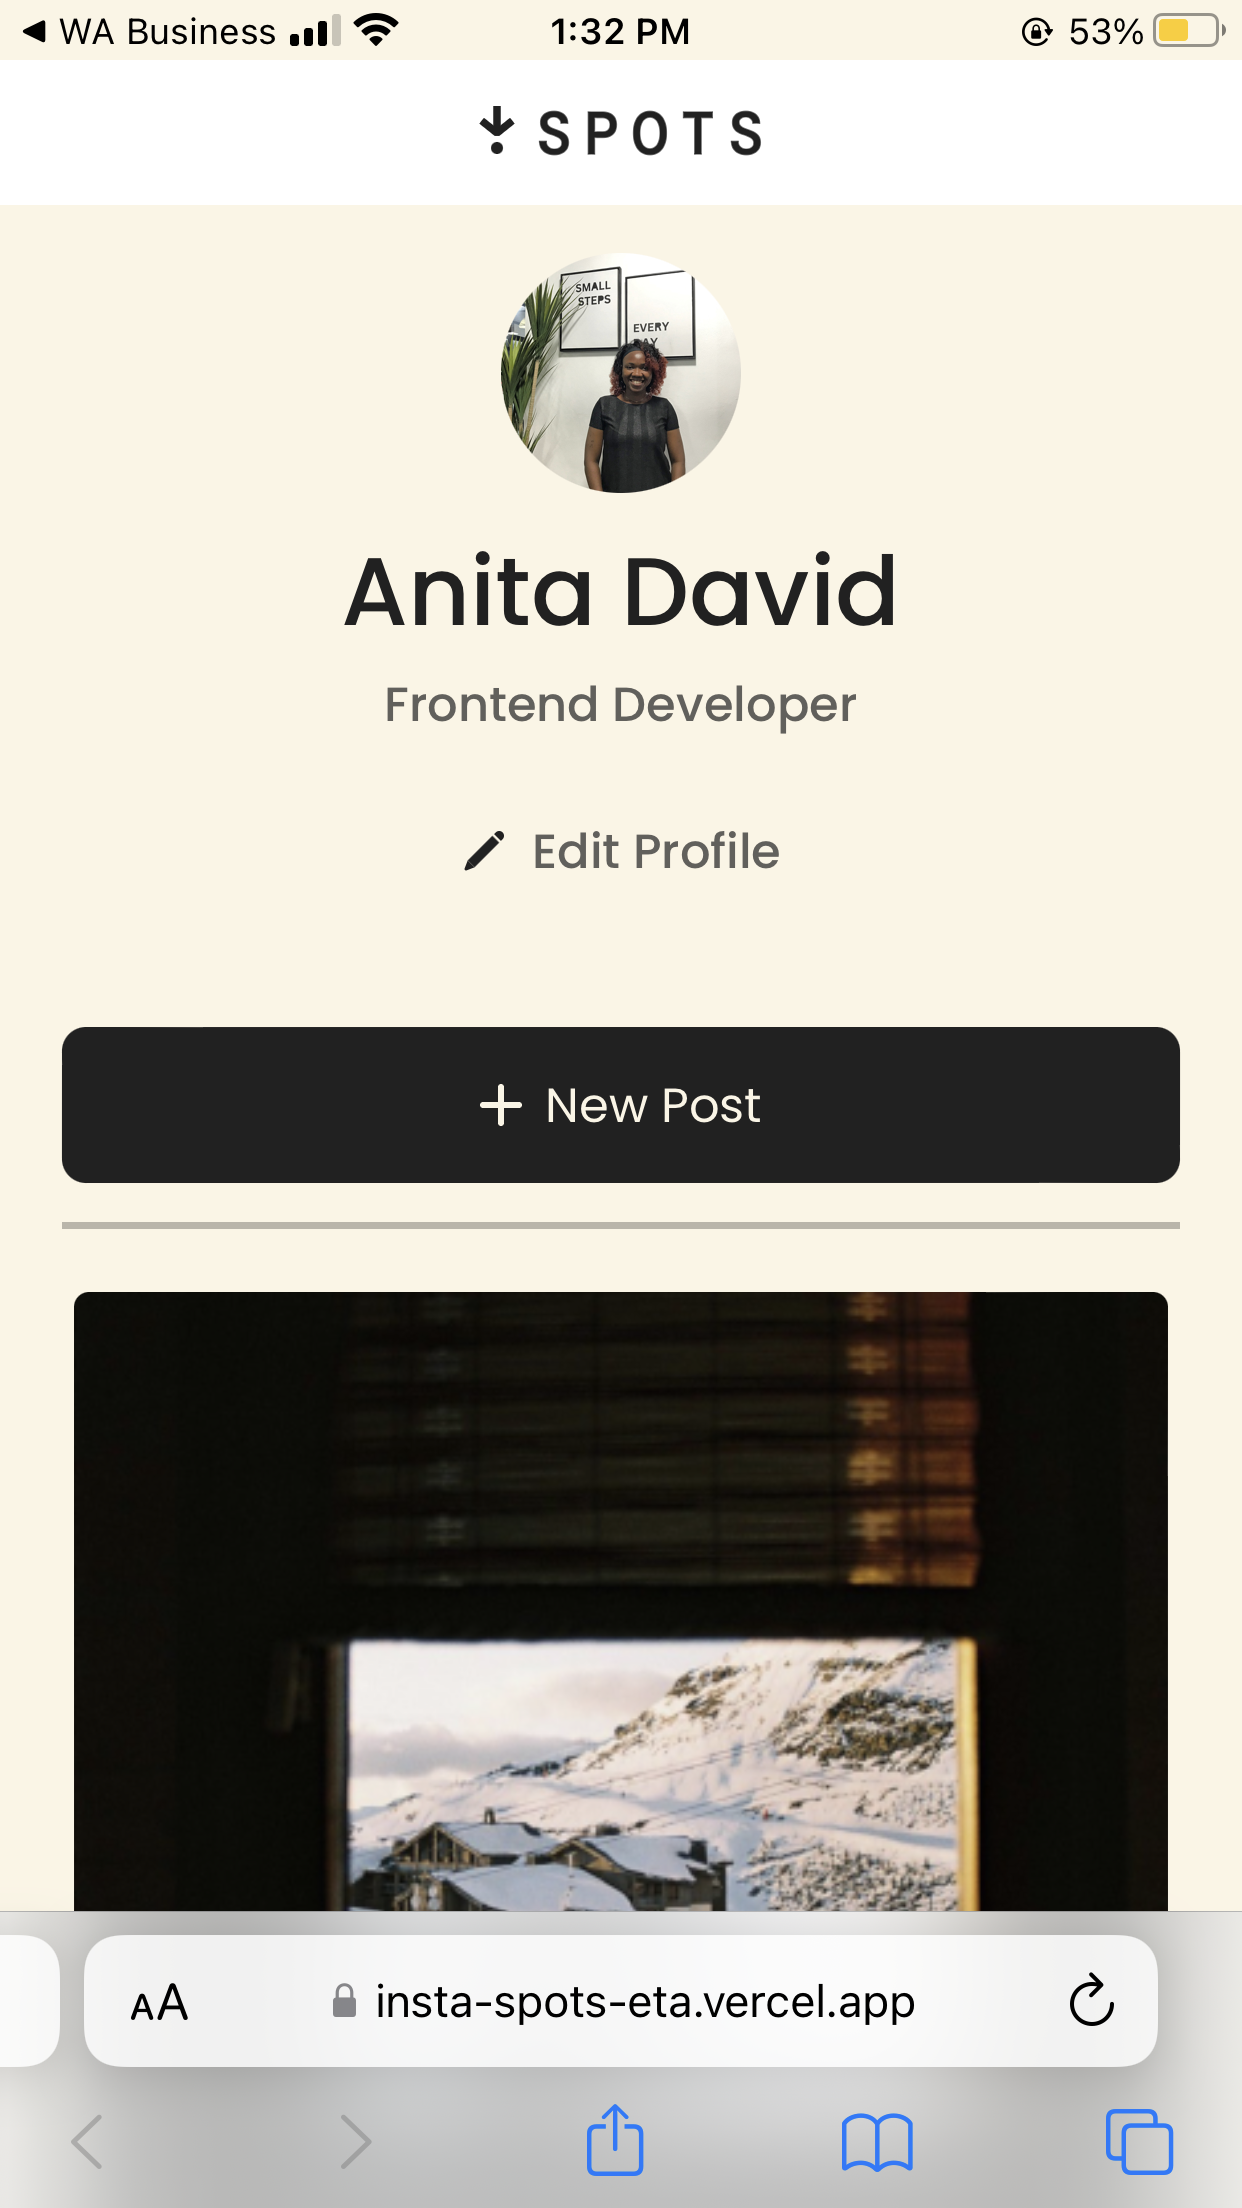 WA Business 1:32 PM 53%
SPOTS
SMALL
STEPS
EVERY
DAY
Anita David
Frontend Developer
Edit Profile
New Post
AA insta-spots-eta.vercel.app